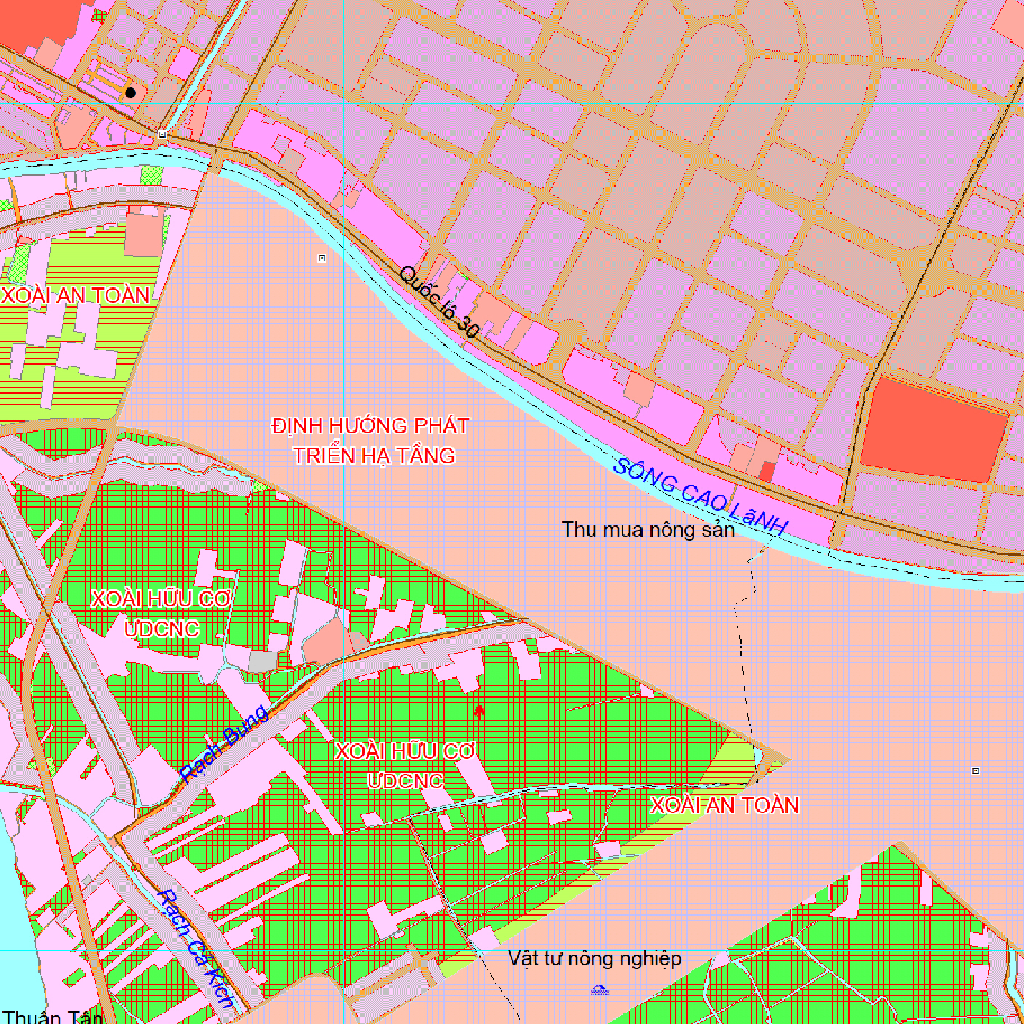 XOÀI AN TOÀN
Quốc lộ 30
ĐỊNH HƯỚNG PHÁT
TRIỂN HẠ TẦNG
SÔNG CAO LãNH
Thu mua nông sản
XOÀI HỮU CƠ
ƯDCNC
Rạch Bung
XOÀI HỮU CƠ
ƯDCNC
XOÀI AN TOÀN
Rạch Cá Kích
Vật tư nông nghiệp
Thuận Tân